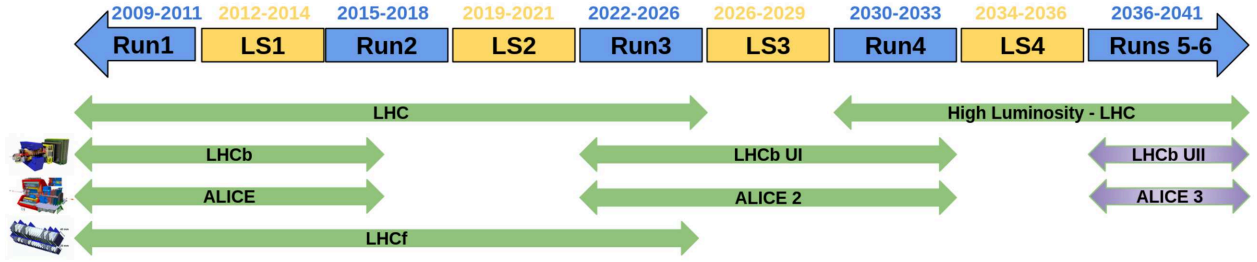 2009-2011 2012-2014 2015-2018 2019-2021 2022-2026 2026-2029 2030-2033 2034-2036 2036-2041
Run1 LS1 Run2 LS2 Run3 LS3 Run4 LS4 Runs 5-6
LHC High Luminosity - LHC
LHCb LHCb UI LHCb UII
ALICE ALICE 2 ALICE 3
LHCf